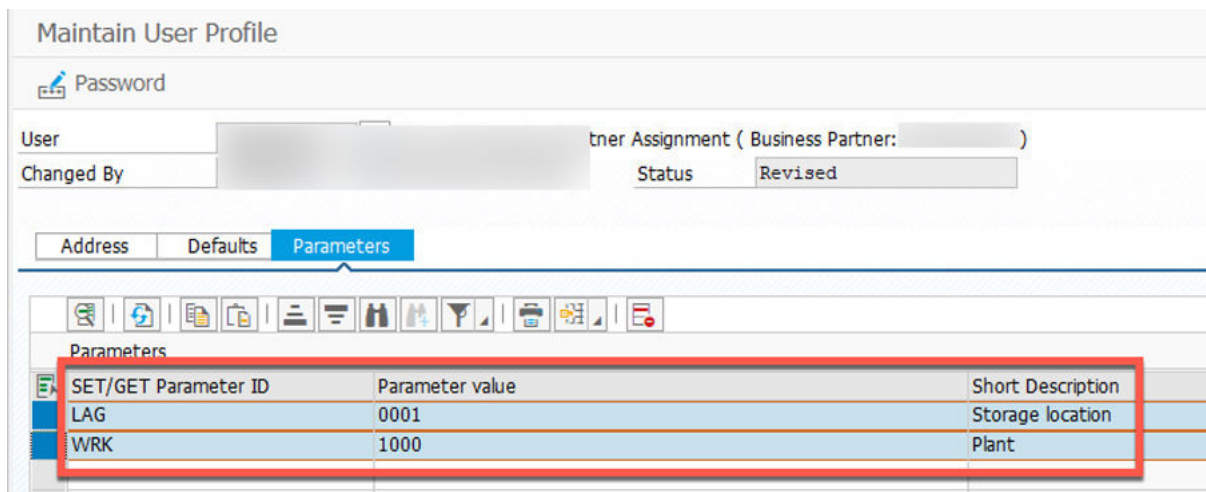 Maintain User Profile
Password
User tner Assignment ( Business Partner: )
Changed By Status Revised
Address Defaults Parameters
Parameters
SET/GET Parameter ID Parameter value Short Description
LAG 0001 Storage location
WRK 1000 Plant